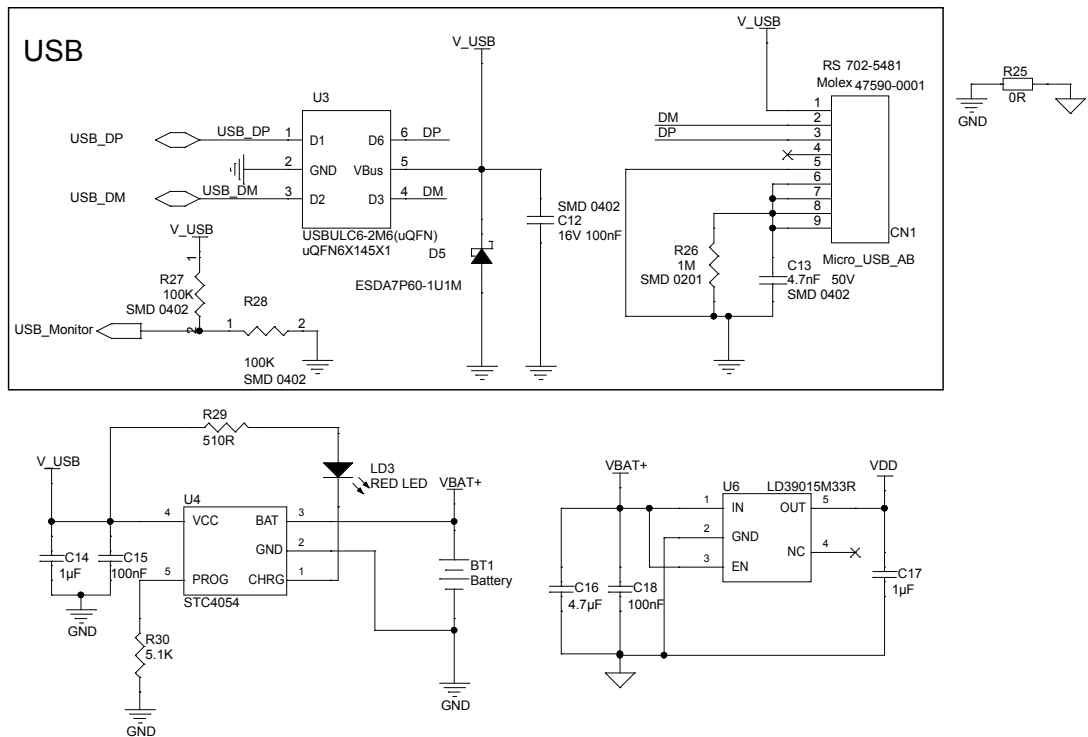 USB
V_USB
V_USB
RS 702-5481
Molex 47590-0001
R25
0R
GND
U3
USB_DP
USB_DP
1
D1
D6
6
DP
2
GND
VBus
5
USB_DM
USB_DM
3
D2
D3
4
DM
USBULC6-2M6(uQFN)
uQFN6X145X1
D5
ESDA7P60-1U1M
SMD 0402
C12
16V 100nF
DM
DP
1
2
3
4
5
6
7
8
9
CN1
Micro_USB_AB
R26
1M
SMD 0201
C13
4.7nF 50V
SMD 0402
V_USB
1
R27
100K
SMD 0402
2
R28
USB_Monitor
1
2
100K
SMD 0402
R29
510R
V_USB
LD3
RED LED
VBAT+
U4
4
VCC
BAT
3
GND
2
5
PROG
CHRG
1
STC4054
C14
1µF
C15
100nF
GND
BT1
Battery
R30
5.1K
GND
GND
VBAT+
VDD
U6
LD39015M33R
1
IN
OUT
5
2
GND
NC
4
3
EN
C16
4.7µF
C18
100nF
C17
1µF